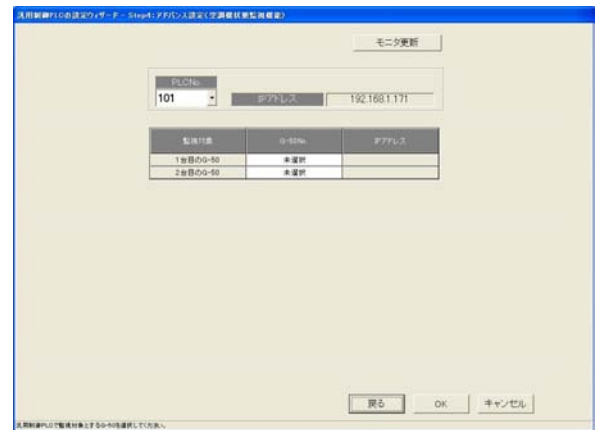 汎用制御PLCの設定ウィザード - Step4:アドバンス設定(空調機状態監視機能)
モニタ更新
PLCNo.
101
IPアドレス 192.168.1.171
監視対象 G-50No. IPアドレス
1台目のG-50 未選択
2台目のG-50 未選択
戻る OK キャンセル
汎用制御PLCで監視対象とするG-50を選択してください。